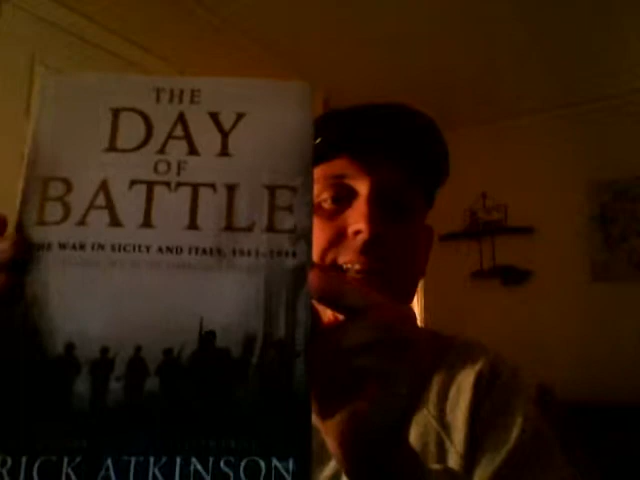 THE
DAY
OF
BATTLE
THE WAR IN SICILY AND ITALY, 1943–1944
RICK ATKINSON